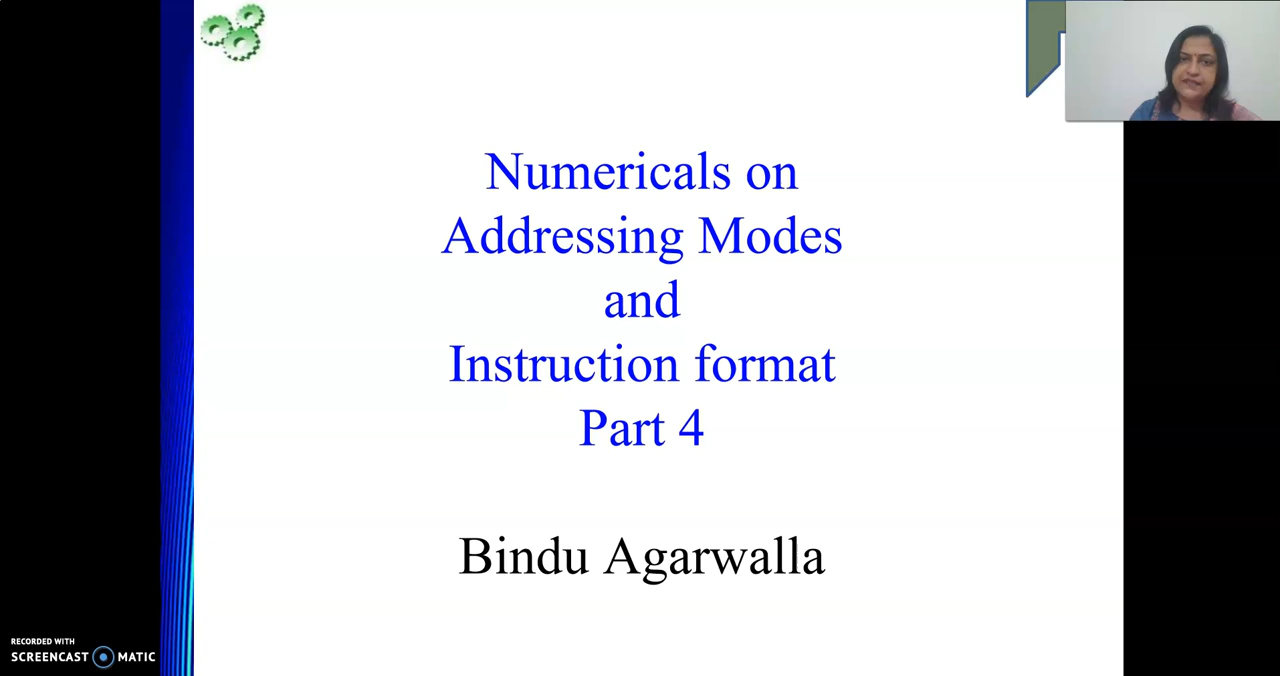 Numericals on
Addressing Modes
and
Instruction format
Part 4
Bindu Agarwalla
RECORDED WITH
SCREENCAST MATIC